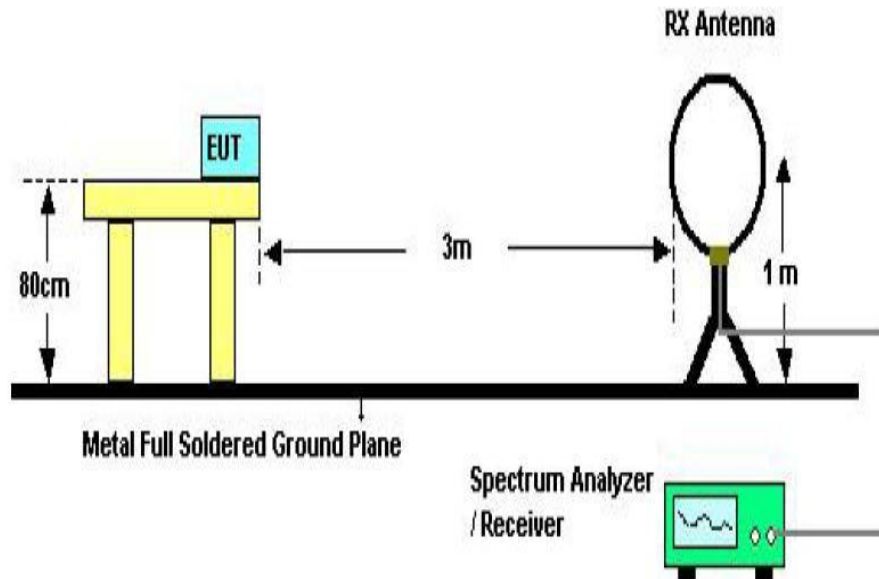 RX Antenna
EUT
3m
80cm
1 m
Metal Full Soldered Ground Plane
Spectrum Analyzer
/ Receiver